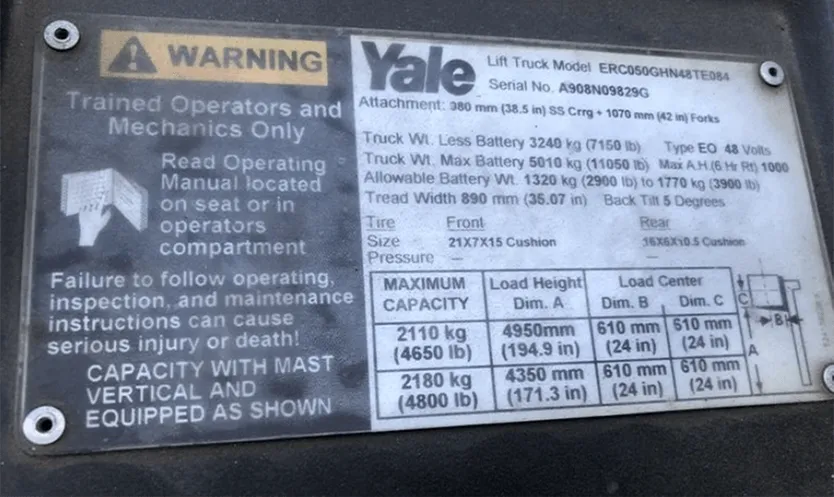 WARNING
Trained Operators and
Mechanics Only
Read Operating
Manual located
on seat or in
operators
compartment
Failure to follow operating,
inspection, and maintenance
instructions can cause
serious injury or death!
CAPACITY WITH MAST
VERTICAL AND
EQUIPPED AS SHOWN
Yale
Lift Truck Model ERC050GHN48TE084
Serial No. A908N09829G
Attachment: 980 mm (38.5 in) SS Crrg + 1070 mm (42 in) Forks
Truck Wt. Less Battery 3240 kg (7150 lb) Type EO 48 Volts
Truck Wt. Max Battery 5010 kg (11050 lb) Max A.H.(6 Hr Rt) 1000
Allowable Battery Wt. 1320 kg (2900 lb) to 1770 kg (3900 lb)
Tread Width 890 mm (35.07 in) Back Tilt 5 Degrees
Tire Front Rear
Size 21X7X15 Cushion 16X6X10.5 Cushion
Pressure — —
MAXIMUM CAPACITY Load Height Dim. A Load Center Dim. B Dim. C
2110 kg (4650 lb) 4950mm (194.9 in) 610 mm (24 in) 610 mm (24 in)
2180 kg (4800 lb) 4350 mm (171.3 in) 610 mm (24 in) 610 mm (24 in)
C
B
A